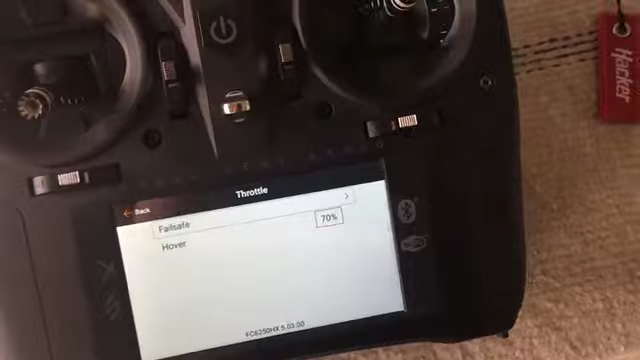 Hacker
Throttle
Back
Failsafe
70%
Hover
FC6250HX 5.03.00